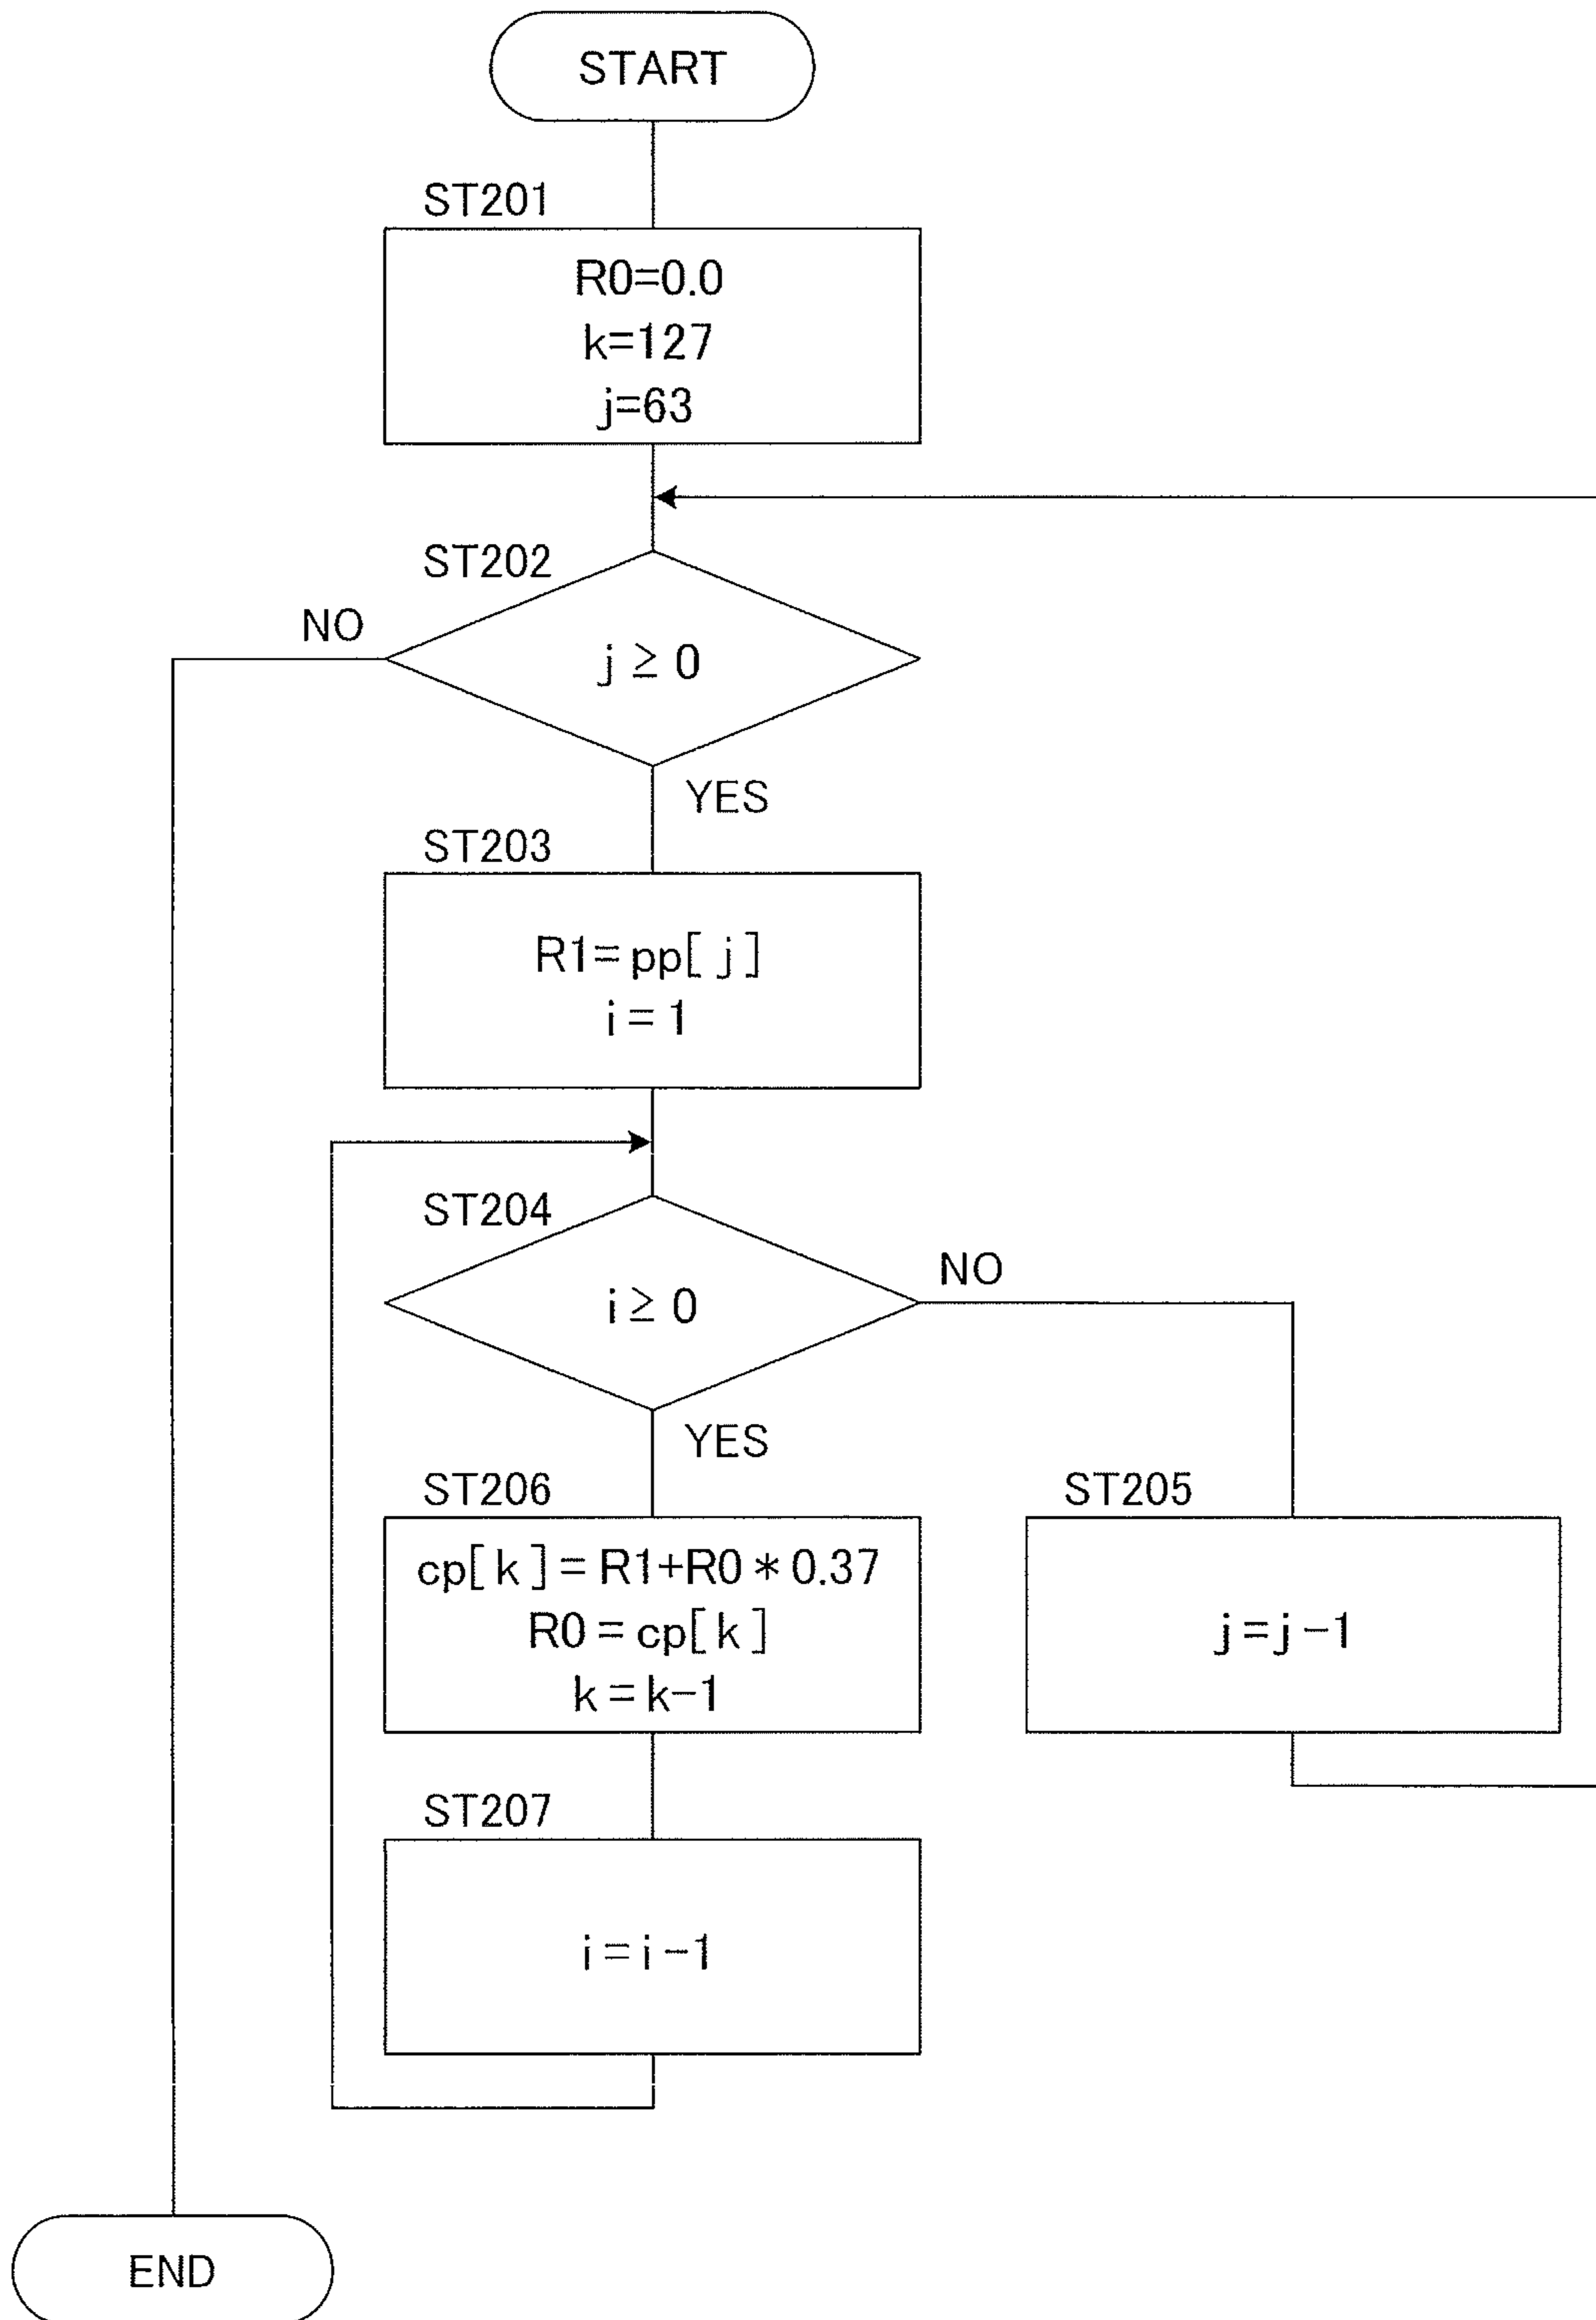 START
ST201
R0=0.0
k=127
j=63
ST202
NO
j ≧ 0
YES
ST203
R1=pp[ j ]
i=1
ST204
NO
i ≧ 0
YES
ST206
cp[k]=R1+R0*0.37
R0=cp[k]
k=k-1
ST205
j=j-1
ST207
i=i-1
END